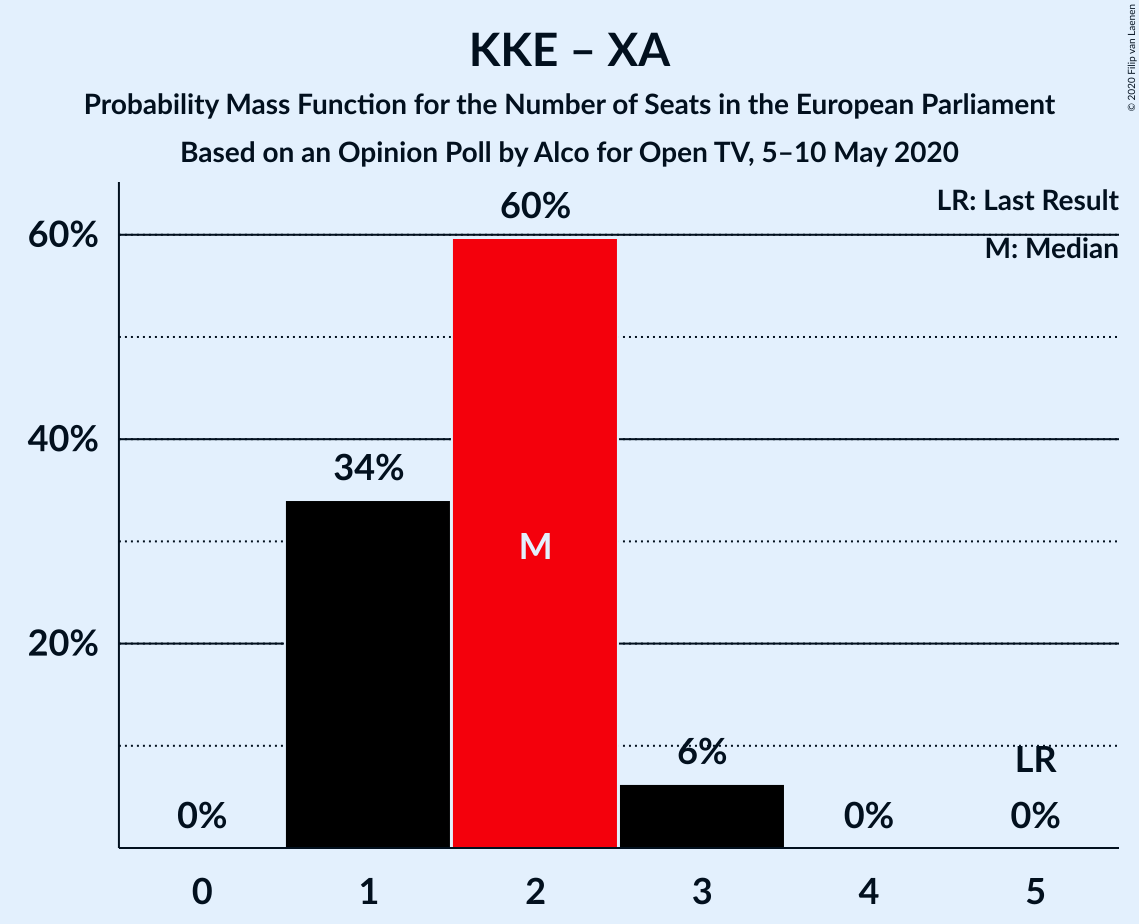 KKE – XA
Probability Mass Function for the Number of Seats in the European Parliament
Based on an Opinion Poll by Alco for Open TV, 5–10 May 2020
© 2020 Filip van Laenen
LR: Last Result
M: Median
60%
40%
20%
0%
34%
60%
M
6%
0%
LR
0%
0
1
2
3
4
5